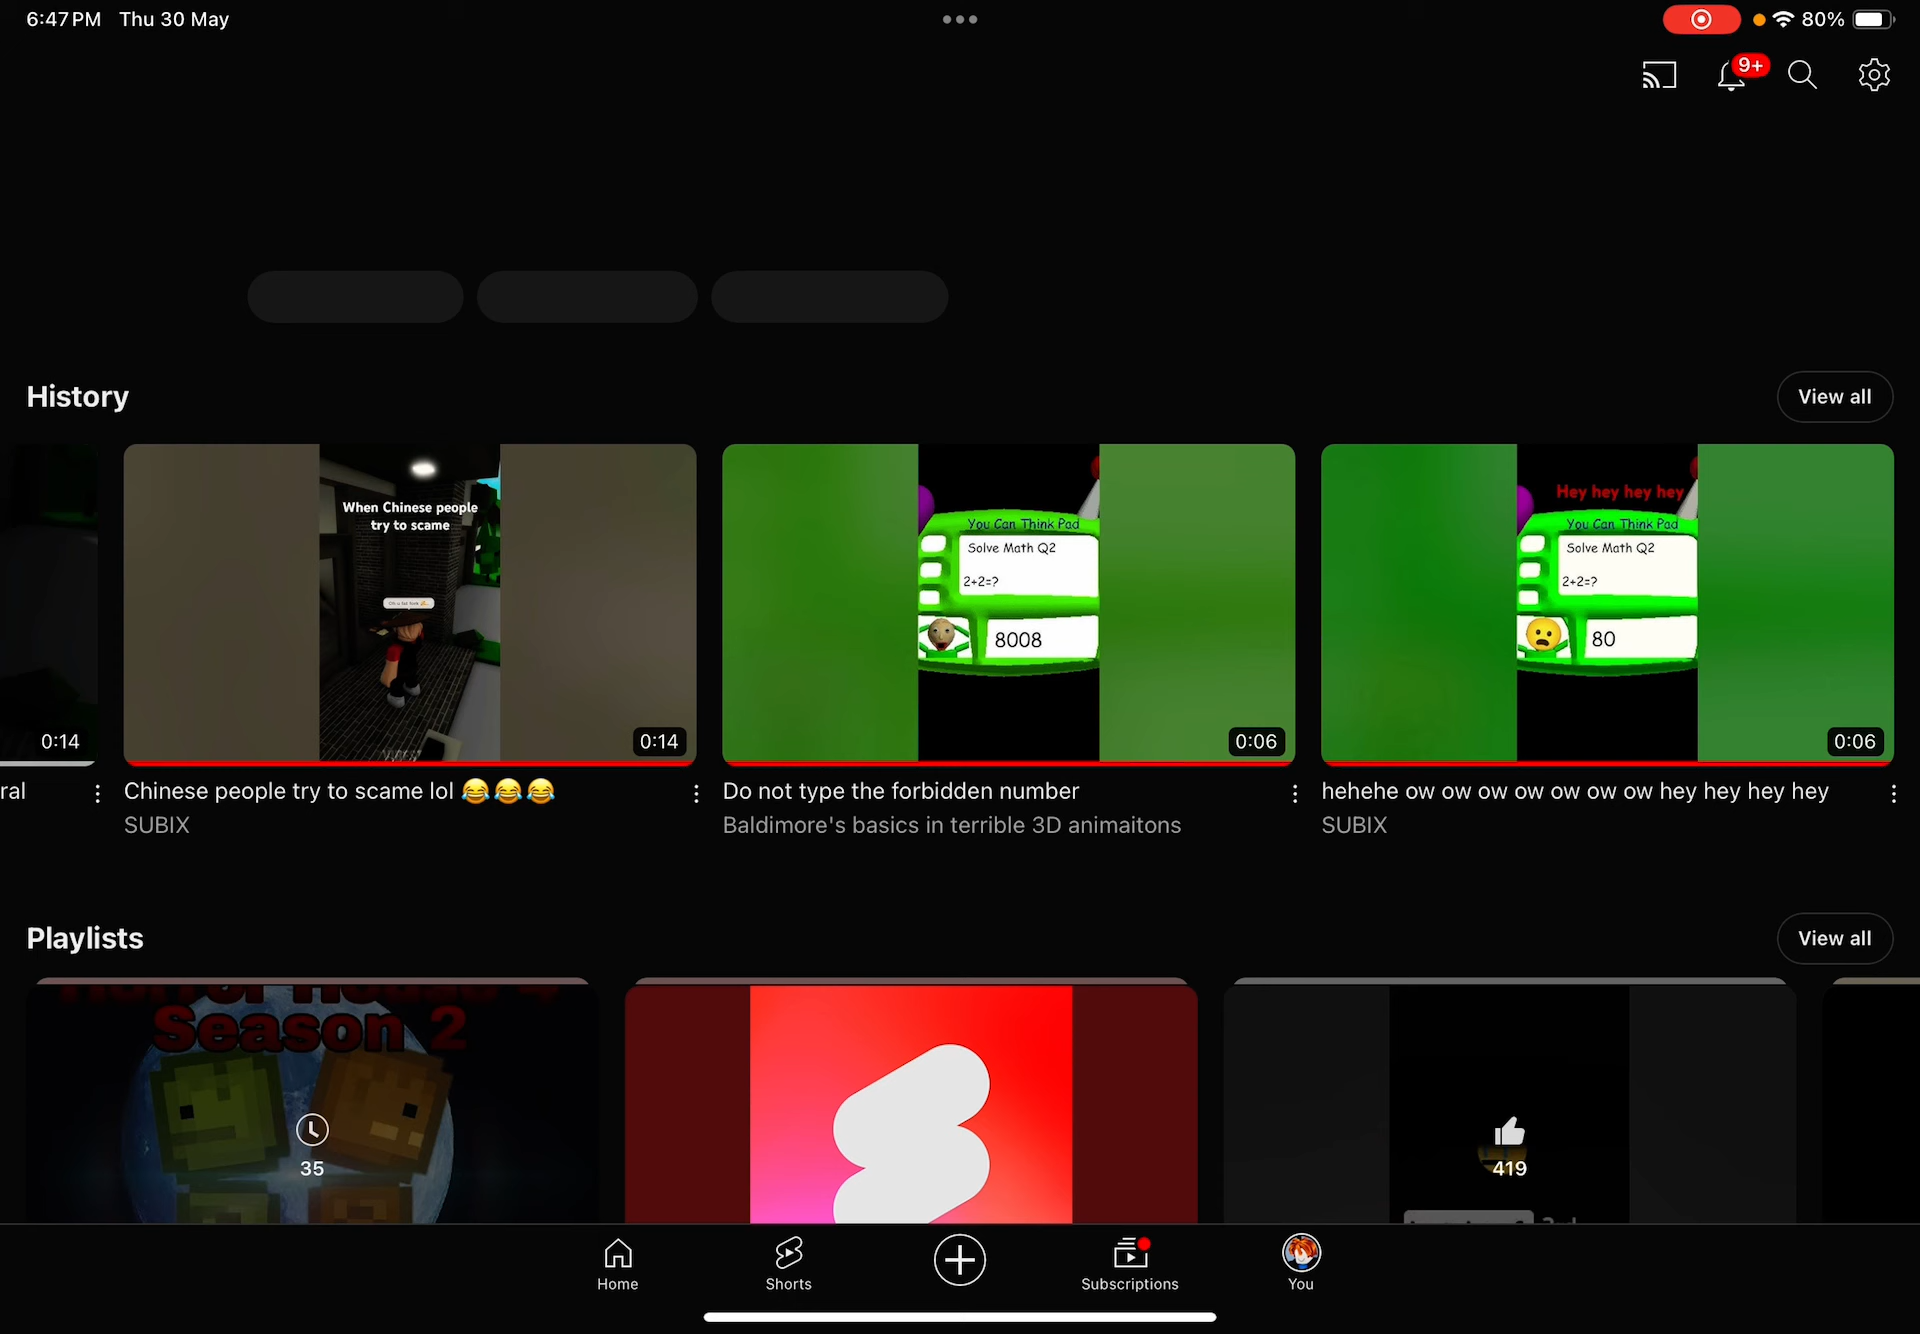 6:47 PM Thu 30 May
80%
9+
History
View all
When Chinese people
try to scame
You Can Think Pad
Solve Math Q2
2+2=?
8008
Hey hey hey hey
You Can Think Pad
Solve Math Q2
2+2=?
80
0:14
0:14
0:06
0:06
ral
Chinese people try to scame lol 😂😂😂
SUBIX
Do not type the forbidden number
Baldimore's basics in terrible 3D animaitons
hehehe ow ow ow ow ow ow ow hey hey hey hey
SUBIX
Playlists
View all
Season 2
35
419
Home
Shorts
Subscriptions
You